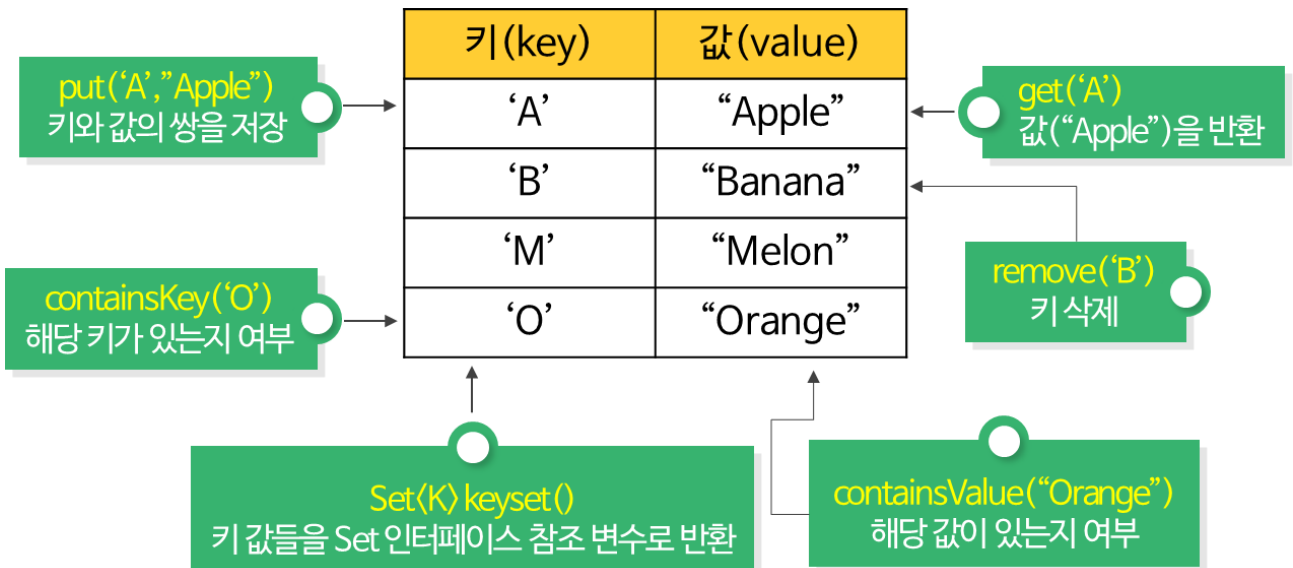 키(key) 값(value)
put(‘A’,”Apple”)
키와 값의 쌍을 저장
‘A’ “Apple”
get(‘A’)
값(“Apple”)을 반환
‘B’ “Banana”
‘M’ “Melon”
remove(‘B’)
키 삭제
containsKey(‘O’)
해당 키가 있는지 여부
‘O’ “Orange”
Set〈K〉 keyset()
키 값들을 Set 인터페이스 참조 변수로 반환
containsValue(“Orange”)
해당 값이 있는지 여부